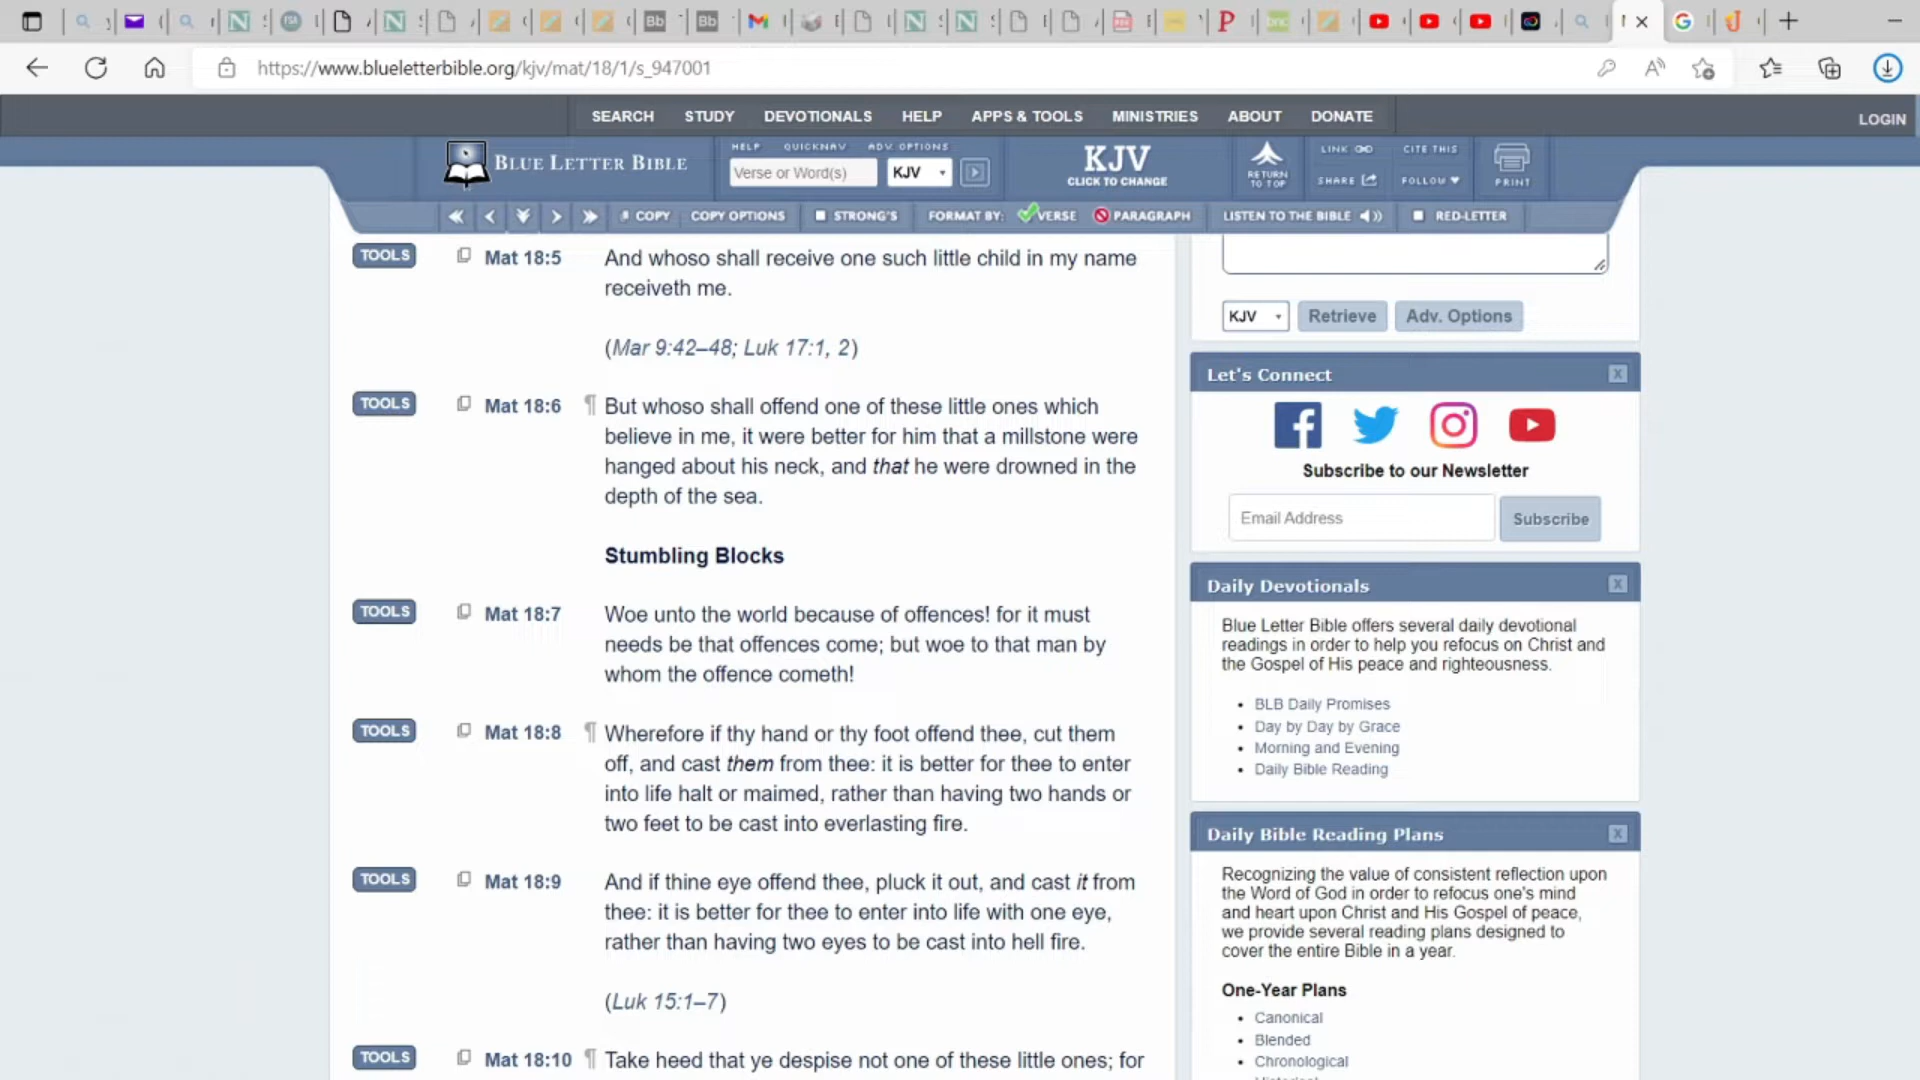 https://www.blueletterbible.org/kjv/mat/18/1/s_947001
SEARCH STUDY DEVOTIONALS HELP APPS & TOOLS MINISTRIES ABOUT DONATE
LOGIN
BLUE LETTER BIBLE
HELP QUICKNAV ADV. OPTIONS
Verse or Word(s) KJV
KJV
CLICK TO CHANGE
RETURN
TO TOP
LINK CITE THIS
SHARE FOLLOW
PRINT
COPY COPY OPTIONS STRONG'S FORMAT BY: VERSE PARAGRAPH LISTEN TO THE BIBLE RED-LETTER
TOOLS Mat 18:5 And whoso shall receive one such little child in my name
receiveth me.
(Mar 9:42–48; Luk 17:1, 2)
TOOLS Mat 18:6 ¶ But whoso shall offend one of these little ones which
believe in me, it were better for him that a millstone were
hanged about his neck, and that he were drowned in the
depth of the sea.
Stumbling Blocks
TOOLS Mat 18:7 Woe unto the world because of offences! for it must
needs be that offences come; but woe to that man by
whom the offence cometh!
TOOLS Mat 18:8 ¶ Wherefore if thy hand or thy foot offend thee, cut them
off, and cast them from thee: it is better for thee to enter
into life halt or maimed, rather than having two hands or
two feet to be cast into everlasting fire.
TOOLS Mat 18:9 And if thine eye offend thee, pluck it out, and cast it from
thee: it is better for thee to enter into life with one eye,
rather than having two eyes to be cast into hell fire.
(Luk 15:1–7)
TOOLS Mat 18:10 ¶ Take heed that ye despise not one of these little ones; for
KJV Retrieve Adv. Options
Let's Connect
Subscribe to our Newsletter
Email Address Subscribe
Daily Devotionals
Blue Letter Bible offers several daily devotional
readings in order to help you refocus on Christ and
the Gospel of His peace and righteousness.
• BLB Daily Promises
• Day by Day by Grace
• Morning and Evening
• Daily Bible Reading
Daily Bible Reading Plans
Recognizing the value of consistent reflection upon
the Word of God in order to refocus one's mind
and heart upon Christ and His Gospel of peace,
we provide several reading plans designed to
cover the entire Bible in a year.
One-Year Plans
• Canonical
• Blended
• Chronological